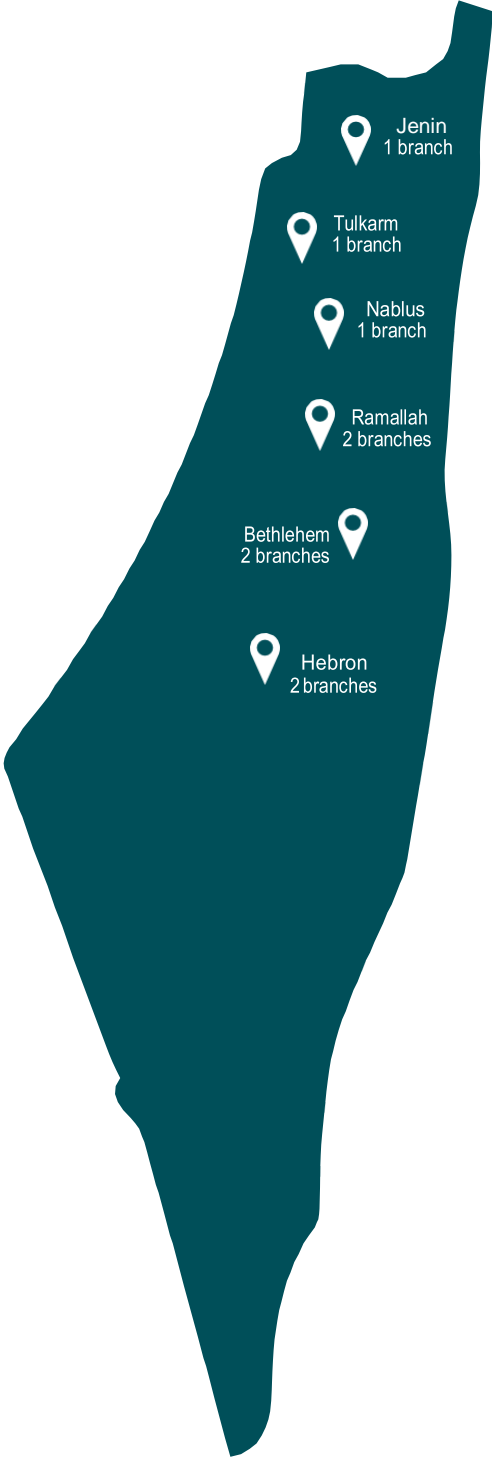 Jenin
1 branch
Tulkarm
1 branch
Nablus
1 branch
Ramallah
2 branches
Bethlehem
2 branches
Hebron
2 branches